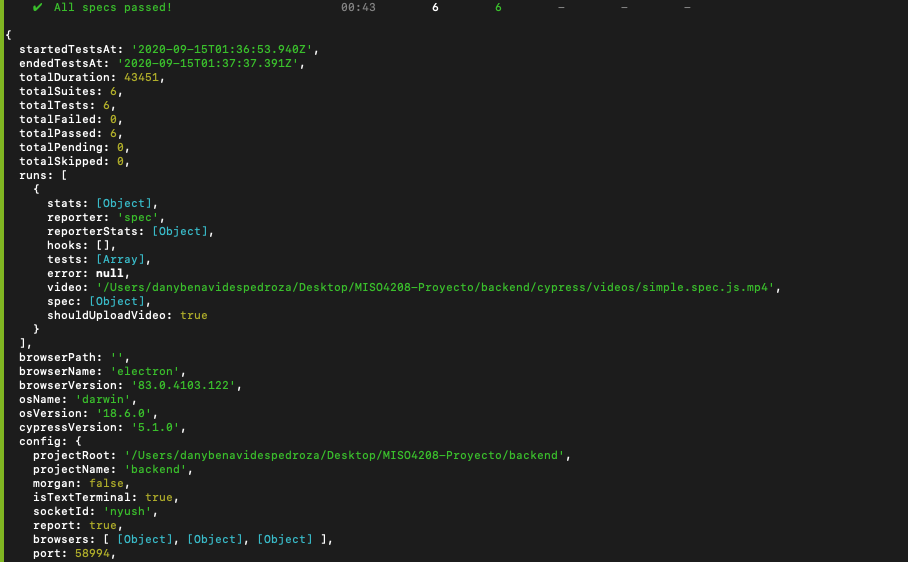 ✔ All specs passed! 00:43 6 6 – – –
{
startedTestsAt: '2020-09-15T01:36:53.940Z',
endedTestsAt: '2020-09-15T01:37:37.391Z',
totalDuration: 43451,
totalSuites: 6,
totalTests: 6,
totalFailed: 0,
totalPassed: 6,
totalPending: 0,
totalSkipped: 0,
runs: [
{
stats: [Object],
reporter: 'spec',
reporterStats: [Object],
hooks: [],
tests: [Array],
error: null,
video: '/Users/danybenavidespedroza/Desktop/MISO4208-Proyecto/backend/cypress/videos/simple.spec.js.mp4',
spec: [Object],
shouldUploadVideo: true
}
],
browserPath: '',
browserName: 'electron',
browserVersion: '83.0.4103.122',
osName: 'darwin',
osVersion: '18.6.0',
cypressVersion: '5.1.0',
config: {
projectRoot: '/Users/danybenavidespedroza/Desktop/MISO4208-Proyecto/backend',
projectName: 'backend',
morgan: false,
isTextTerminal: true,
socketId: 'nyush',
report: true,
browsers: [ [Object], [Object], [Object] ],
port: 58994,